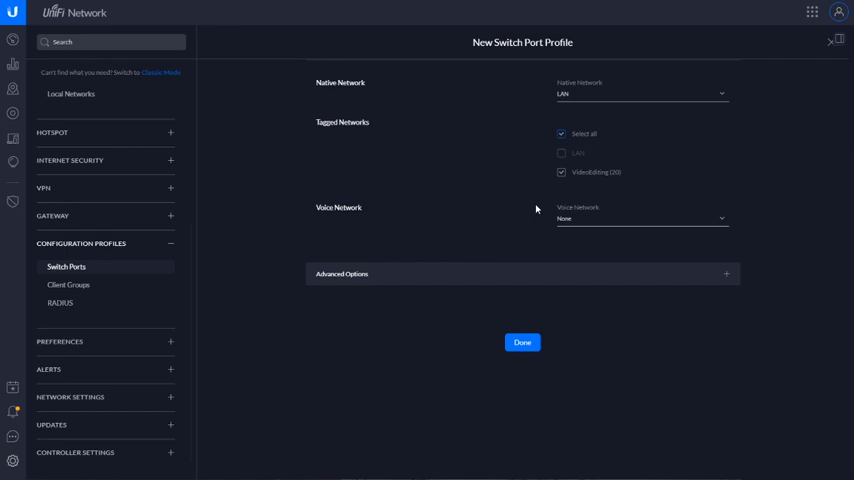 UniFi Network
Search
New Switch Port Profile
Can't find what you need? Switch to Classic Mode
Local Networks
HOTSPOT
INTERNET SECURITY
VPN
GATEWAY
CONFIGURATION PROFILES
Switch Ports
Client Groups
RADIUS
PREFERENCES
ALERTS
NETWORK SETTINGS
UPDATES
CONTROLLER SETTINGS
Native Network
Native Network
LAN
Tagged Networks
Select all
LAN
VideoEditing (20)
Voice Network
Voice Network
None
Advanced Options
Done